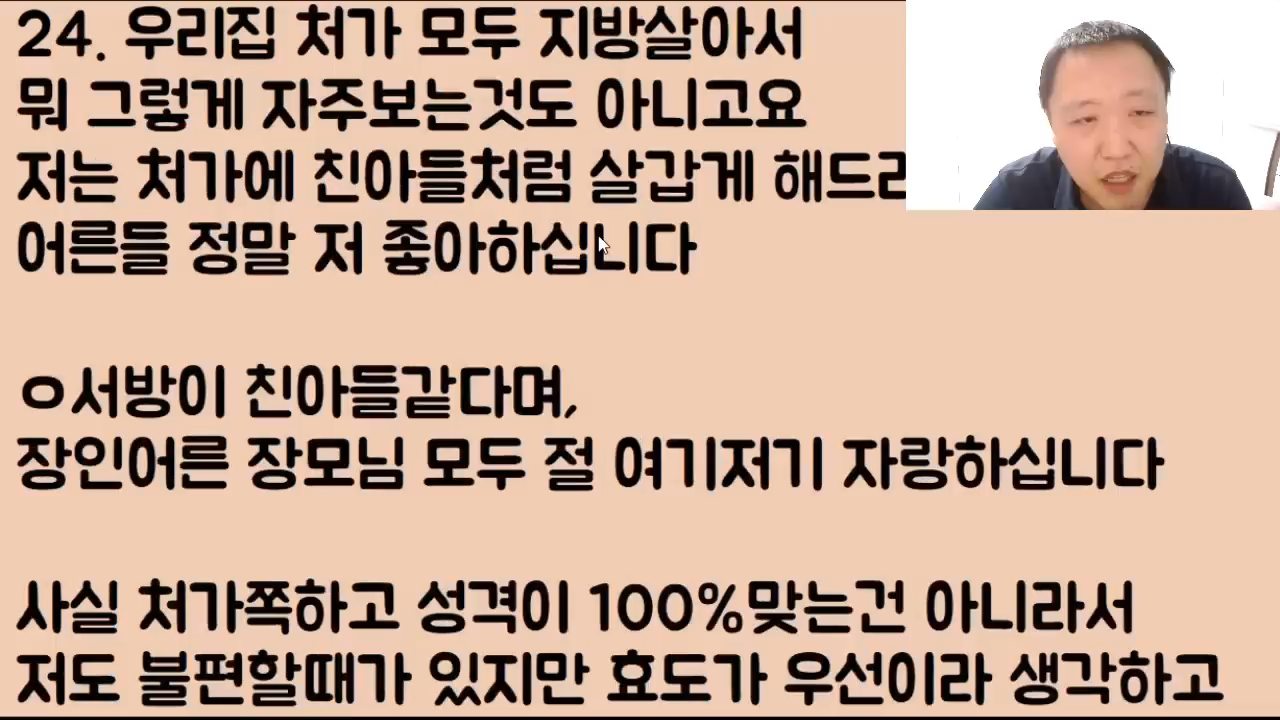 24. 우리집 처가 모두 지방살아서
뭐 그렇게 자주보는것도 아니고요
저는 처가에 친아들처럼 살갑게
어른들 정말 저 좋아하십니다
ㅇ서방이 친아들같다며,
장인어른 장모님 모두 절 여기저기 자랑하십니다
사실 처가쪽하고 성격이 100%맞는건 아니라서
저도 불편할때가 있지만 효도가 우선이라 생각하고